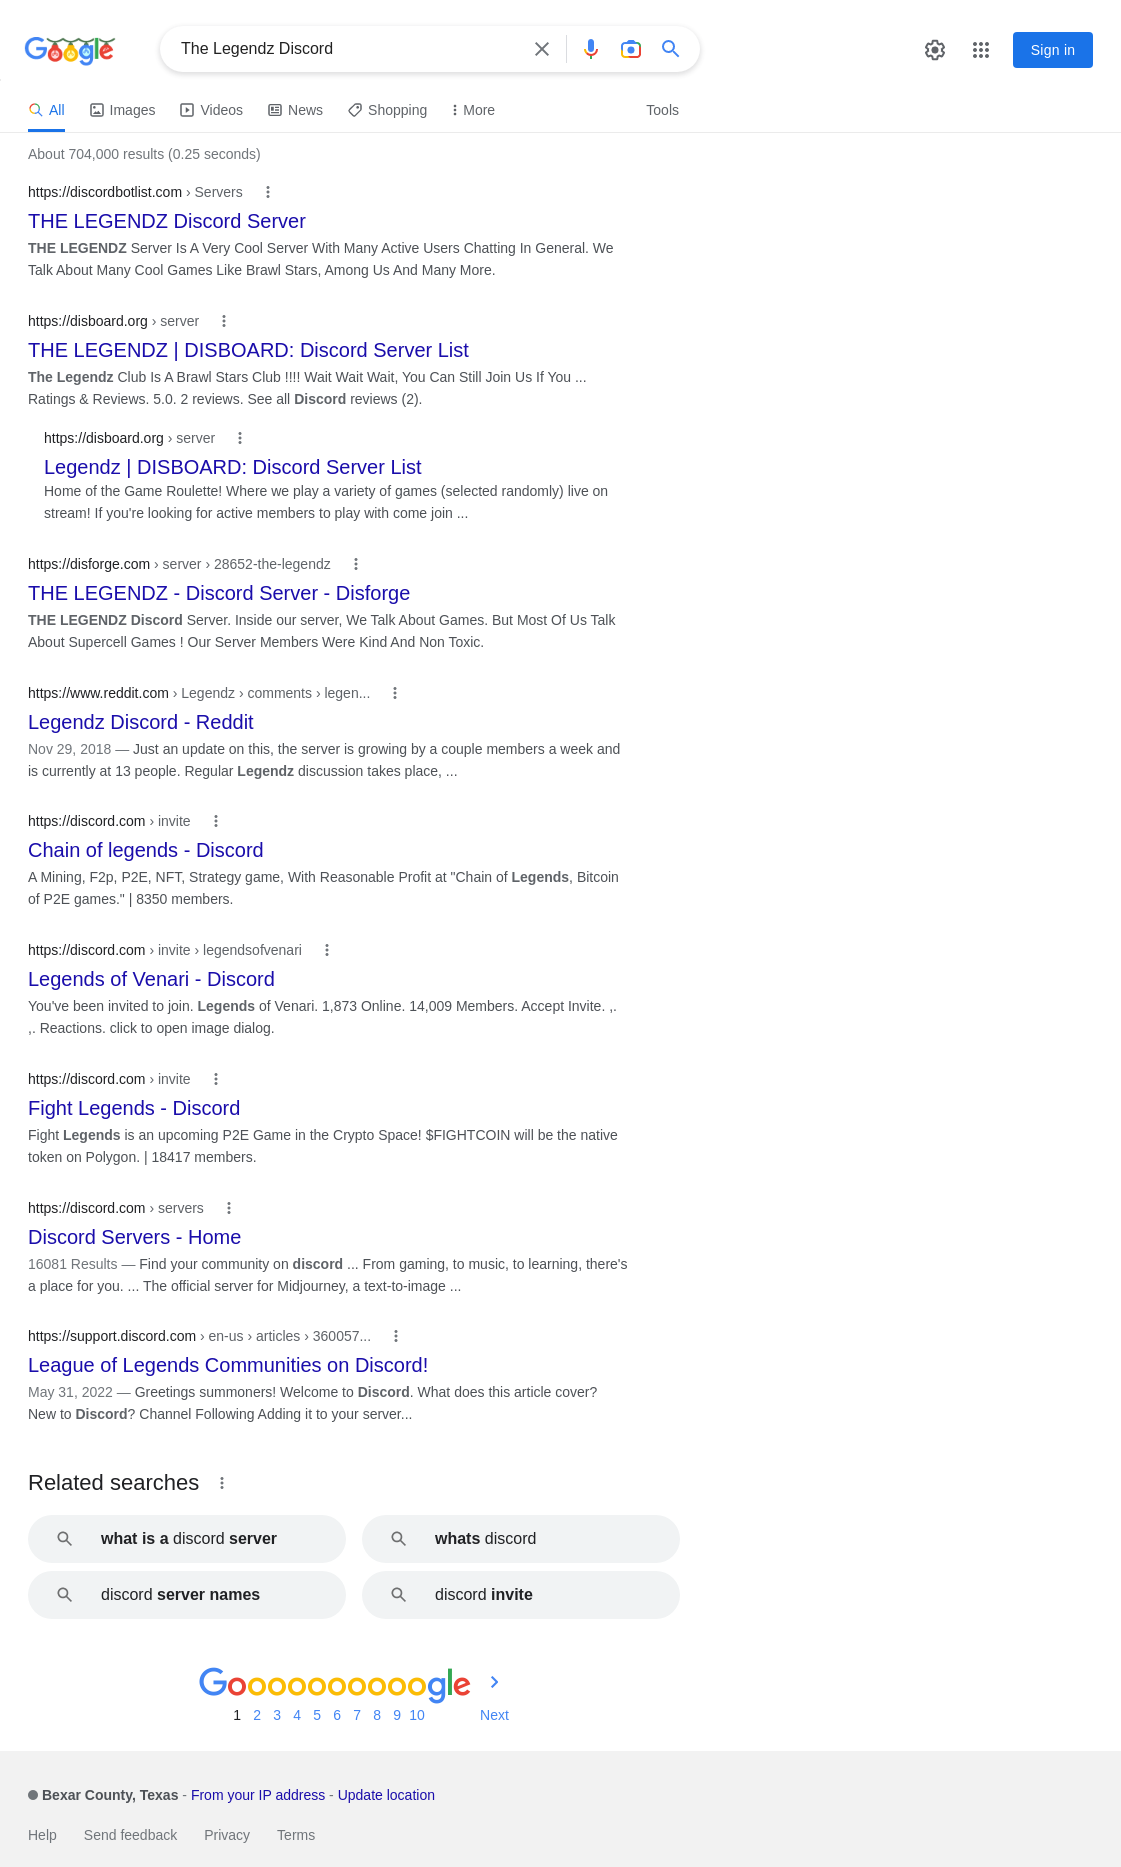 Google
The Legendz Discord
Sign in
All Images Videos News Shopping More Tools
About 704,000 results (0.25 seconds)
https://discordbotlist.com › Servers
THE LEGENDZ Discord Server
THE LEGENDZ Server Is A Very Cool Server With Many Active Users Chatting In General. We
Talk About Many Cool Games Like Brawl Stars, Among Us And Many More.
https://disboard.org › server
THE LEGENDZ | DISBOARD: Discord Server List
The Legendz Club Is A Brawl Stars Club !!!! Wait Wait Wait, You Can Still Join Us If You ...
Ratings & Reviews. 5.0. 2 reviews. See all Discord reviews (2).
https://disboard.org › server
Legendz | DISBOARD: Discord Server List
Home of the Game Roulette! Where we play a variety of games (selected randomly) live on
stream! If you're looking for active members to play with come join ...
https://disforge.com › server › 28652-the-legendz
THE LEGENDZ - Discord Server - Disforge
THE LEGENDZ Discord Server. Inside our server, We Talk About Games. But Most Of Us Talk
About Supercell Games ! Our Server Members Were Kind And Non Toxic.
https://www.reddit.com › Legendz › comments › legen...
Legendz Discord - Reddit
Nov 29, 2018 — Just an update on this, the server is growing by a couple members a week and
is currently at 13 people. Regular Legendz discussion takes place, ...
https://discord.com › invite
Chain of legends - Discord
A Mining, F2p, P2E, NFT, Strategy game, With Reasonable Profit at "Chain of Legends, Bitcoin
of P2E games." | 8350 members.
https://discord.com › invite › legendsofvenari
Legends of Venari - Discord
You've been invited to join. Legends of Venari. 1,873 Online. 14,009 Members. Accept Invite. ,.
,. Reactions. click to open image dialog.
https://discord.com › invite
Fight Legends - Discord
Fight Legends is an upcoming P2E Game in the Crypto Space! $FIGHTCOIN will be the native
token on Polygon. | 18417 members.
https://discord.com › servers
Discord Servers - Home
16081 Results — Find your community on discord ... From gaming, to music, to learning, there's
a place for you. ... The official server for Midjourney, a text-to-image ...
https://support.discord.com › en-us › articles › 360057...
League of Legends Communities on Discord!
May 31, 2022 — Greetings summoners! Welcome to Discord. What does this article cover?
New to Discord? Channel Following Adding it to your server...
Related searches
what is a discord server
whats discord
discord server names
discord invite
Goooooooooogle
1 2 3 4 5 6 7 8 9 10 Next
Bexar County, Texas - From your IP address - Update location
Help Send feedback Privacy Terms